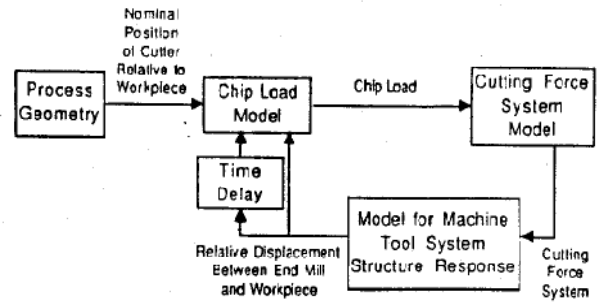 Nominal
Position
of Cutter
Relative to
Workpiece
Process
Geometry
Chip Load
Model
Chip Load
Cutting Force
System
Model
Time
Delay
Model for Machine
Tool System
Structure Response
Relative Displacement
Between End Mill
and Workpiece
Cutting
Force
System